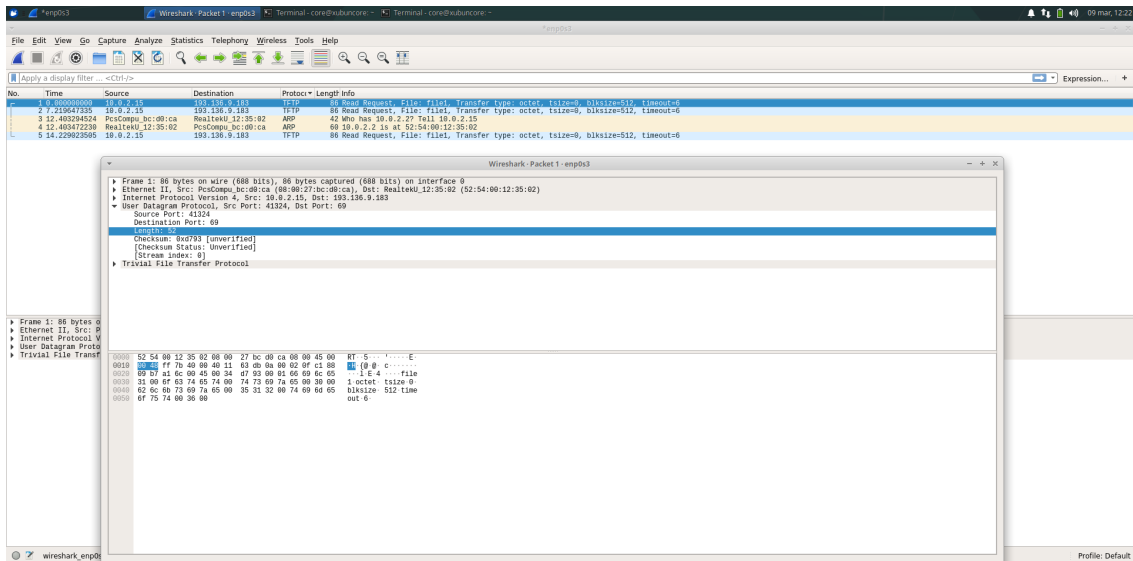 *enp0s3 Wireshark · Packet 1 · enp0s3 Terminal - core@xubuncore: ~ Terminal - core@xubuncore: ~ 09 mar, 12:22
*enp0s3
File Edit View Go Capture Analyze Statistics Telephony Wireless Tools Help
Apply a display filter ... <Ctrl-/> Expression... +
No. Time Source Destination Protocc Length Info
1 0.000000000 10.0.2.15 193.136.9.183 TFTP 86 Read Request, File: file1, Transfer type: octet, tsize=0, blksize=512, timeout=6
2 7.219647335 10.0.2.15 193.136.9.183 TFTP 86 Read Request, File: file1, Transfer type: octet, tsize=0, blksize=512, timeout=6
3 12.403294524 PcsCompu_bc:d0:ca RealtekU_12:35:02 ARP 42 Who has 10.0.2.2? Tell 10.0.2.15
4 12.403472230 RealtekU_12:35:02 PcsCompu_bc:d0:ca ARP 60 10.0.2.2 is at 52:54:00:12:35:02
5 14.229023505 10.0.2.15 193.136.9.183 TFTP 86 Read Request, File: file1, Transfer type: octet, tsize=0, blksize=512, timeout=6
Wireshark · Packet 1 · enp0s3
Frame 1: 86 bytes on wire (688 bits), 86 bytes captured (688 bits) on interface 0
Ethernet II, Src: PcsCompu_bc:d0:ca (08:00:27:bc:d0:ca), Dst: RealtekU_12:35:02 (52:54:00:12:35:02)
Internet Protocol Version 4, Src: 10.0.2.15, Dst: 193.136.9.183
User Datagram Protocol, Src Port: 41324, Dst Port: 69
Source Port: 41324
Destination Port: 69
Length: 52
Checksum: 0xd793 [unverified]
[Checksum Status: Unverified]
[Stream index: 0]
Trivial File Transfer Protocol
Frame 1: 86 bytes o
Ethernet II, Src: P
Internet Protocol V
User Datagram Proto
Trivial File Transf
0000 52 54 00 12 35 02 08 00 27 bc d0 ca 08 00 45 00 RT··5···'·····E·
0010 00 48 ff 7b 40 00 40 11 63 db 0a 00 02 0f c1 88 ·H·{@·@·c·······
0020 09 b7 a1 6c 00 45 00 34 d7 93 00 01 66 69 6c 65 ···l·E·4····file
0030 31 00 6f 63 74 65 74 00 74 73 69 7a 65 00 30 00 1·octet·tsize·0·
0040 62 6c 6b 73 69 7a 65 00 35 31 32 00 74 69 6d 65 blksize·512·time
0050 6f 75 74 00 36 00 out·6·
wireshark_enp0s Profile: Default